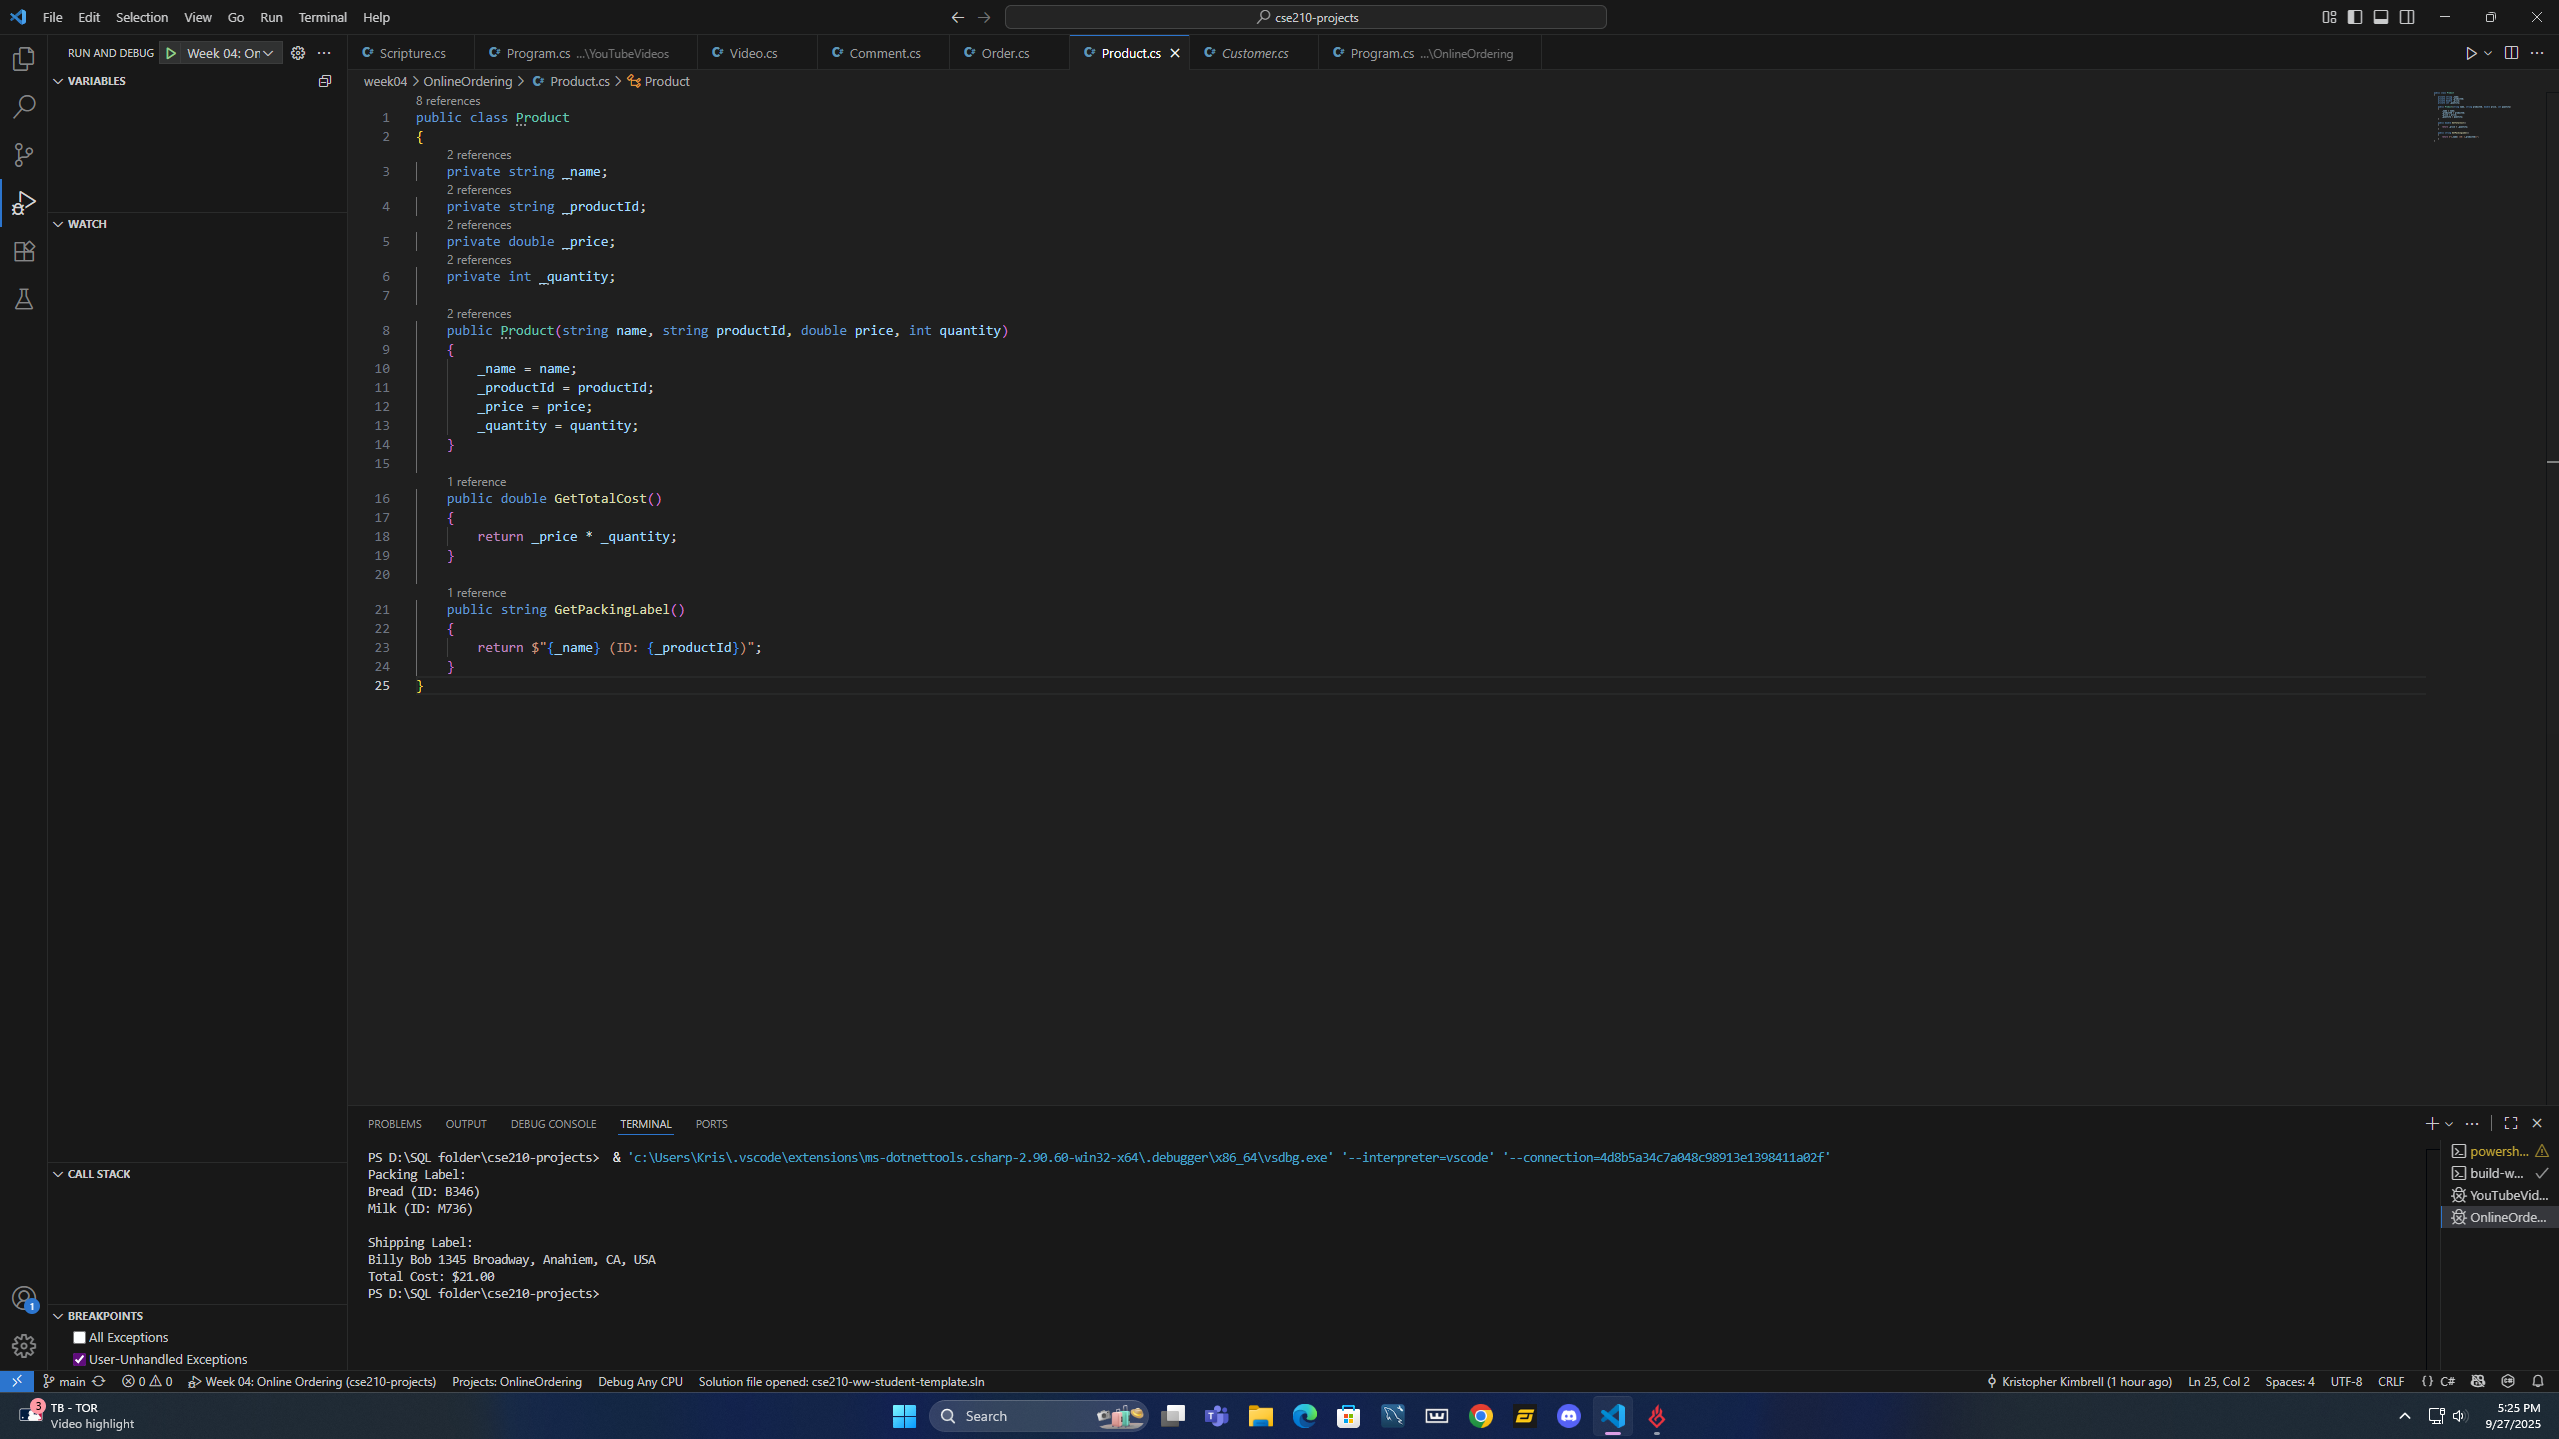 File Edit Selection View Go Run Terminal Help
cse210-projects
RUN AND DEBUG Week 04: On
VARIABLES
WATCH
CALL STACK
BREAKPOINTS
All Exceptions
User-Unhandled Exceptions
Scripture.cs Program.cs ...\YouTubeVideos Video.cs Comment.cs Order.cs Product.cs Customer.cs Program.cs ...\OnlineOrdering
week04 > OnlineOrdering > Product.cs > Product
8 references
1 public class Product
2 {
2 references
3 private string _name;
2 references
4 private string _productId;
2 references
5 private double _price;
2 references
6 private int _quantity;
7
2 references
8 public Product(string name, string productId, double price, int quantity)
9 {
10 _name = name;
11 _productId = productId;
12 _price = price;
13 _quantity = quantity;
14 }
15
1 reference
16 public double GetTotalCost()
17 {
18 return _price * _quantity;
19 }
20
1 reference
21 public string GetPackingLabel()
22 {
23 return $"{_name} (ID: {_productId})";
24 }
25 }
PROBLEMS OUTPUT DEBUG CONSOLE TERMINAL PORTS
PS D:\SQL folder\cse210-projects> & 'c:\Users\Kris\.vscode\extensions\ms-dotnettools.csharp-2.90.60-win32-x64\.debugger\x86_64\vsdbg.exe' '--interpreter=vscode' '--connection=4d8b5a34c7a048c98913e1398411a02f'
Packing Label:
Bread (ID: B346)
Milk (ID: M736)
Shipping Label:
Billy Bob 1345 Broadway, Anahiem, CA, USA
Total Cost: $21.00
PS D:\SQL folder\cse210-projects>
powersh...
build-w...
YouTubeVid...
OnlineOrde...
1
main 0 0 Week 04: Online Ordering (cse210-projects) Projects: OnlineOrdering Debug Any CPU Solution file opened: cse210-ww-student-template.sln
Kristopher Kimbrell (1 hour ago) Ln 25, Col 2 Spaces: 4 UTF-8 CRLF {} C#
3
TB - TOR
Video highlight
Search
5:25 PM
9/27/2025